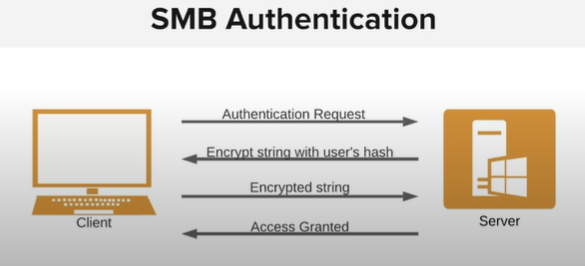 SMB Authentication
Authentication Request
Encrypt string with user's hash
Encrypted string
Access Granted
Client
Server